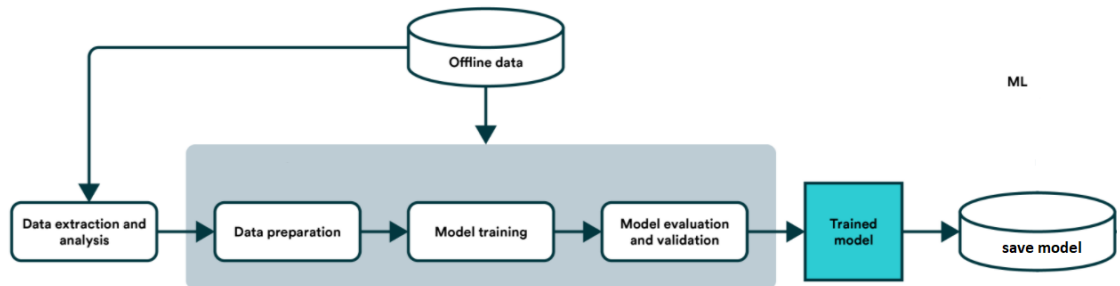 Offline data
ML
Data extraction and
analysis
Data preparation
Model training
Model evaluation
and validation
Trained
model
save model